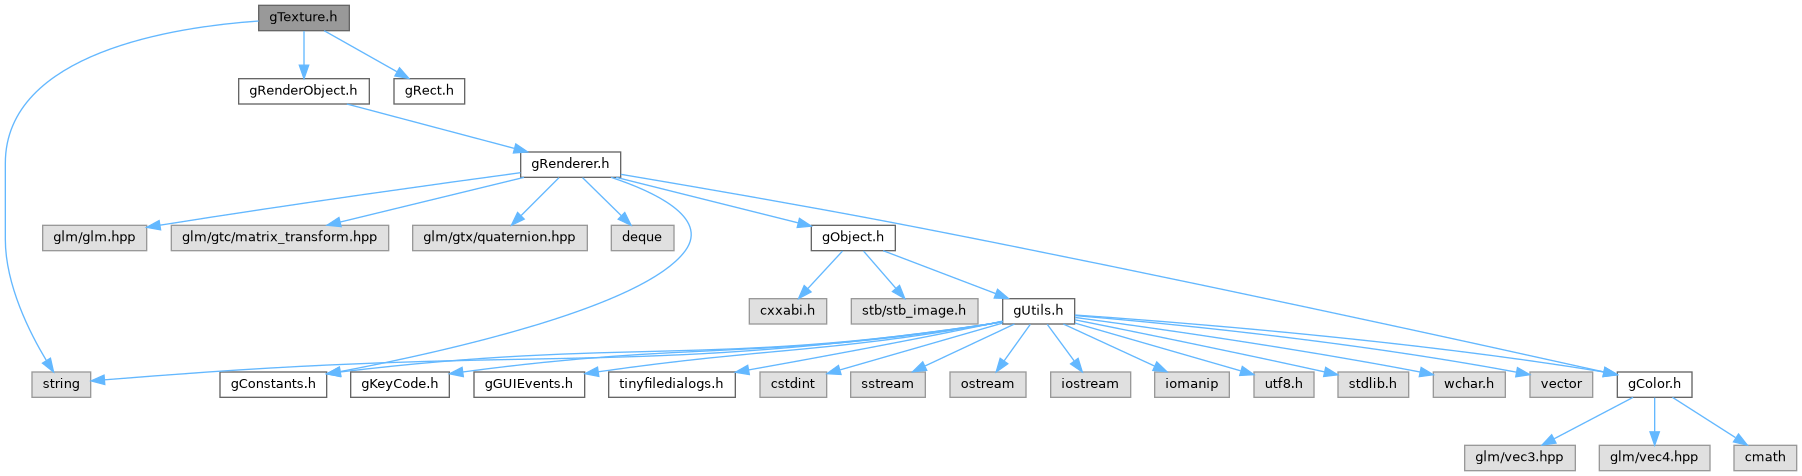 gTexture.h
gRenderObject.h
gRect.h
gRenderer.h
glm/glm.hpp
glm/gtc/matrix_transform.hpp
glm/gtx/quaternion.hpp
deque
gObject.h
cxxabi.h
stb/stb_image.h
gUtils.h
string
gConstants.h
gKeyCode.h
gGUIEvents.h
tinyfiledialogs.h
cstdint
sstream
ostream
iostream
iomanip
utf8.h
stdlib.h
wchar.h
vector
gColor.h
glm/vec3.hpp
glm/vec4.hpp
cmath